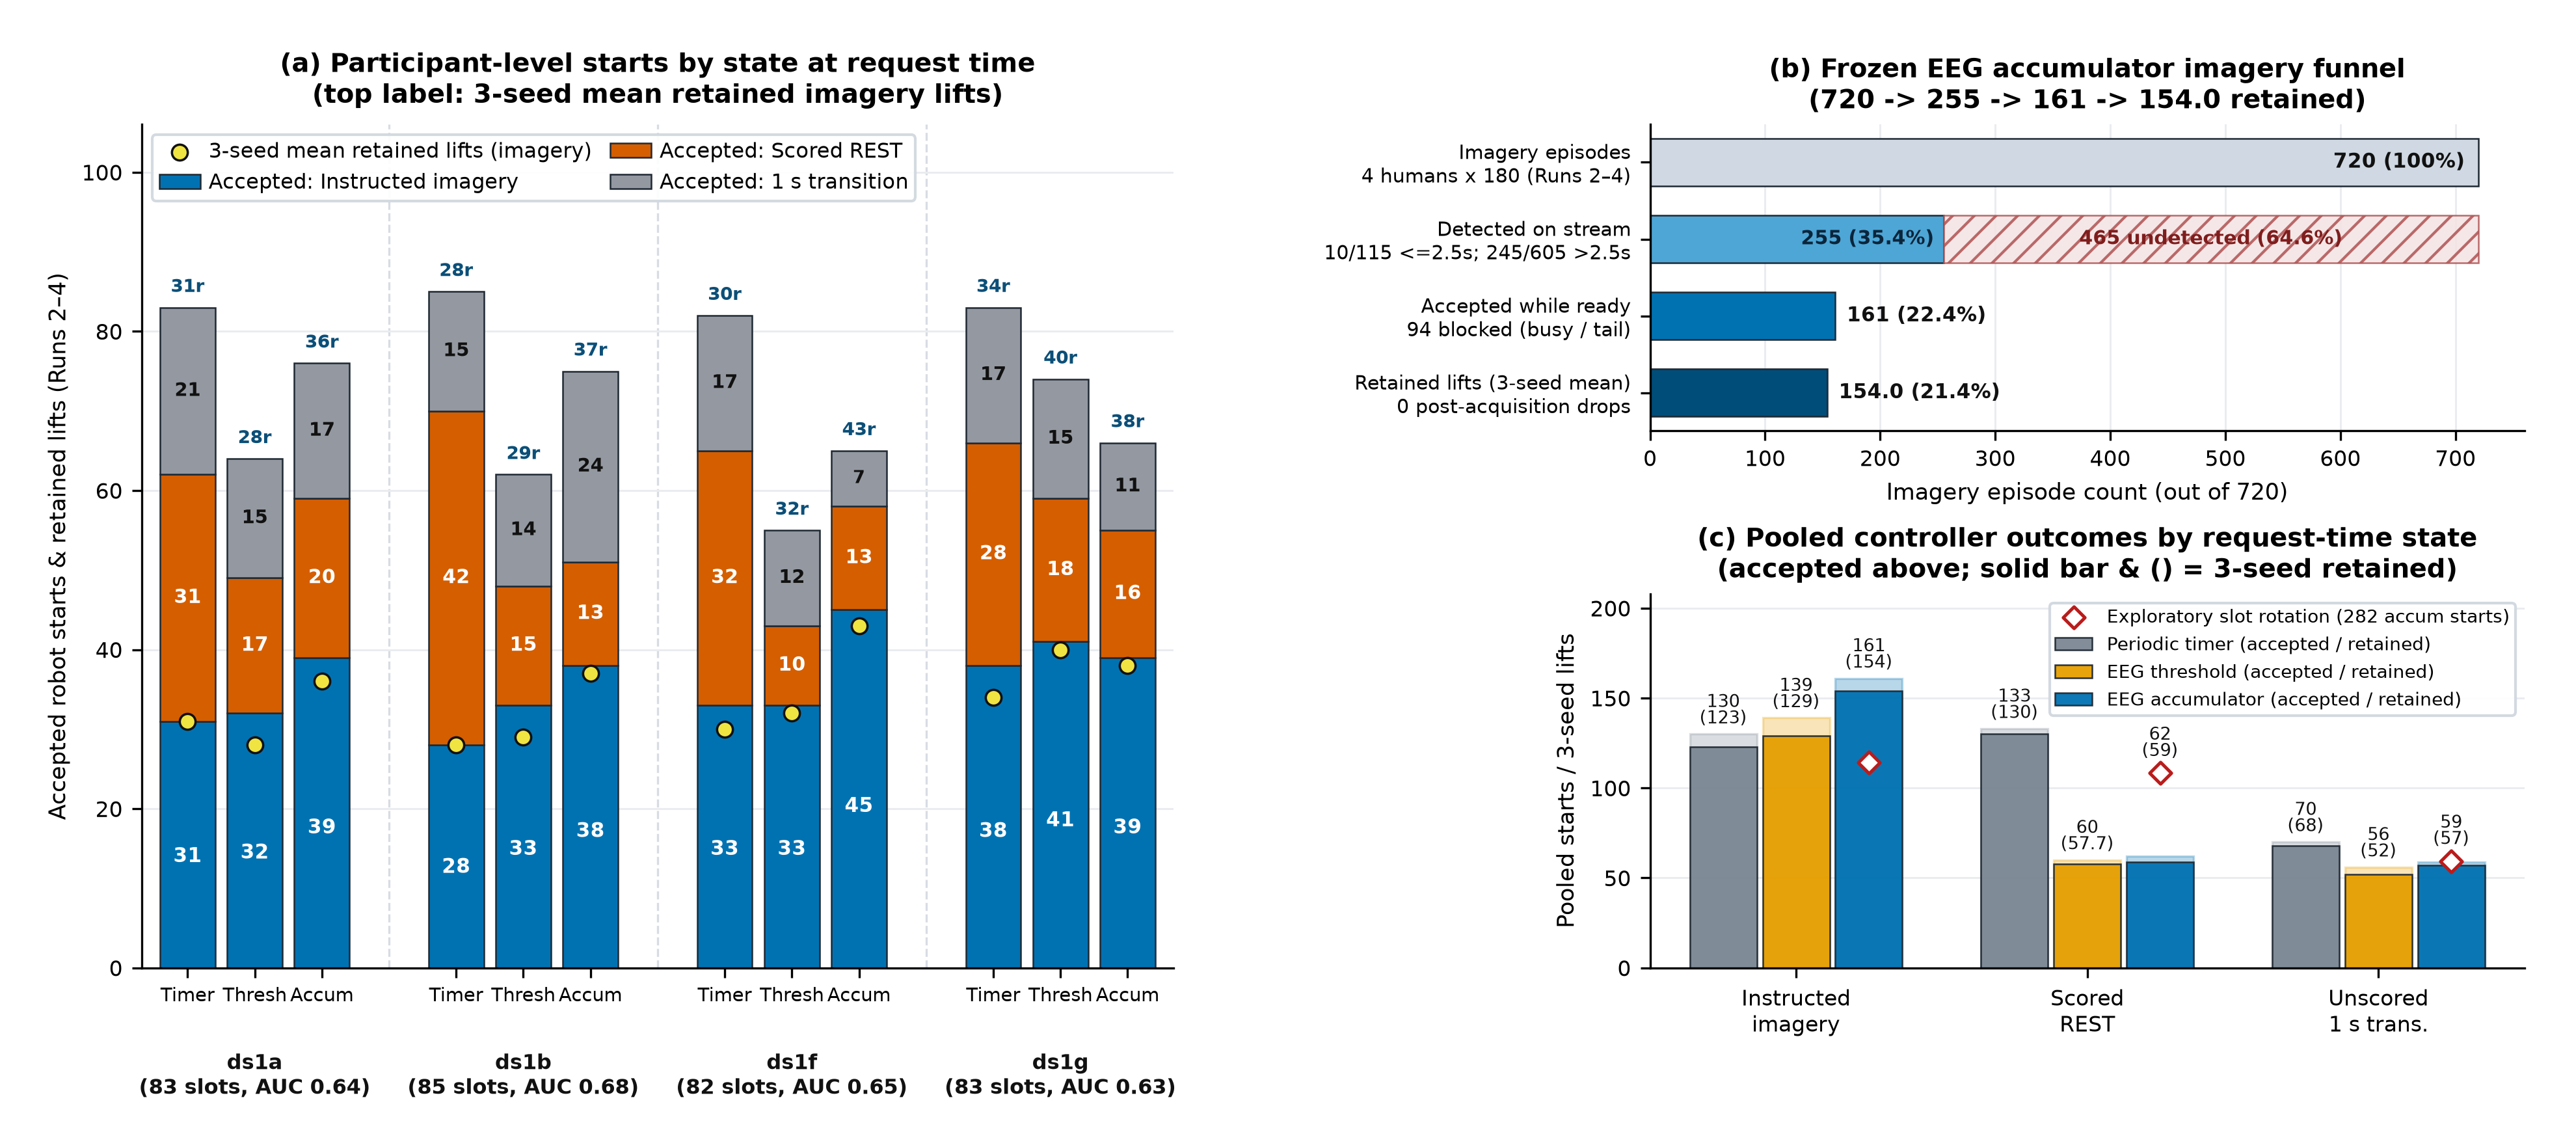 (a) Participant-level starts by state at request time
(top label: 3-seed mean retained imagery lifts)
3-seed mean retained lifts (imagery)
Accepted: Instructed imagery
Accepted: Scored REST
Accepted: 1 s transition
Accepted robot starts & retained lifts (Runs 2–4)
100
80
60
40
20
0
31r
21
31
31
28r
15
17
32
36r
17
20
39
28r
15
42
28
29r
14
15
33
37r
24
13
38
30r
17
32
33
32r
12
10
33
43r
7
13
45
34r
17
28
38
40r
15
18
41
38r
11
16
39
Timer Thresh Accum
Timer Thresh Accum
Timer Thresh Accum
Timer Thresh Accum
ds1a
(83 slots, AUC 0.64)
ds1b
(85 slots, AUC 0.68)
ds1f
(82 slots, AUC 0.65)
ds1g
(83 slots, AUC 0.63)
(b) Frozen EEG accumulator imagery funnel
(720 -> 255 -> 161 -> 154.0 retained)
Imagery episodes
4 humans x 180 (Runs 2–4)
720 (100%)
Detected on stream
10/115 <=2.5s; 245/605 >2.5s
255 (35.4%)
465 undetected (64.6%)
Accepted while ready
94 blocked (busy / tail)
161 (22.4%)
Retained lifts (3-seed mean)
0 post-acquisition drops
154.0 (21.4%)
0 100 200 300 400 500 600 700
Imagery episode count (out of 720)
(c) Pooled controller outcomes by request-time state
(accepted above; solid bar & () = 3-seed retained)
Exploratory slot rotation (282 accum starts)
Periodic timer (accepted / retained)
EEG threshold (accepted / retained)
EEG accumulator (accepted / retained)
Pooled starts / 3-seed lifts
200
150
100
50
0
130
(123)
139
(129)
161
(154)
133
(130)
60
(57.7)
62
(59)
70
(68)
56
(52)
59
(57)
Instructed
imagery
Scored
REST
Unscored
1 s trans.